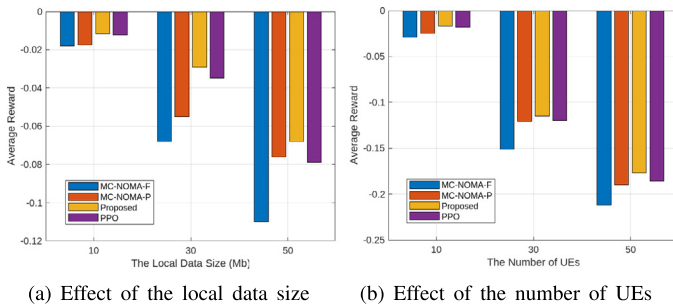 0
-0.02
-0.04
-0.06
-0.08
-0.1
-0.12
Average Reward
MC-NOMA-F
MC-NOMA-P
Proposed
PPO
10
30
50
The Local Data Size (Mb)
(a) Effect of the local data size
0
-0.05
-0.1
-0.15
-0.2
-0.25
Average Reward
MC-NOMA-F
MC-NOMA-P
Proposed
PPO
10
30
50
The Number of UEs
(b) Effect of the number of UEs